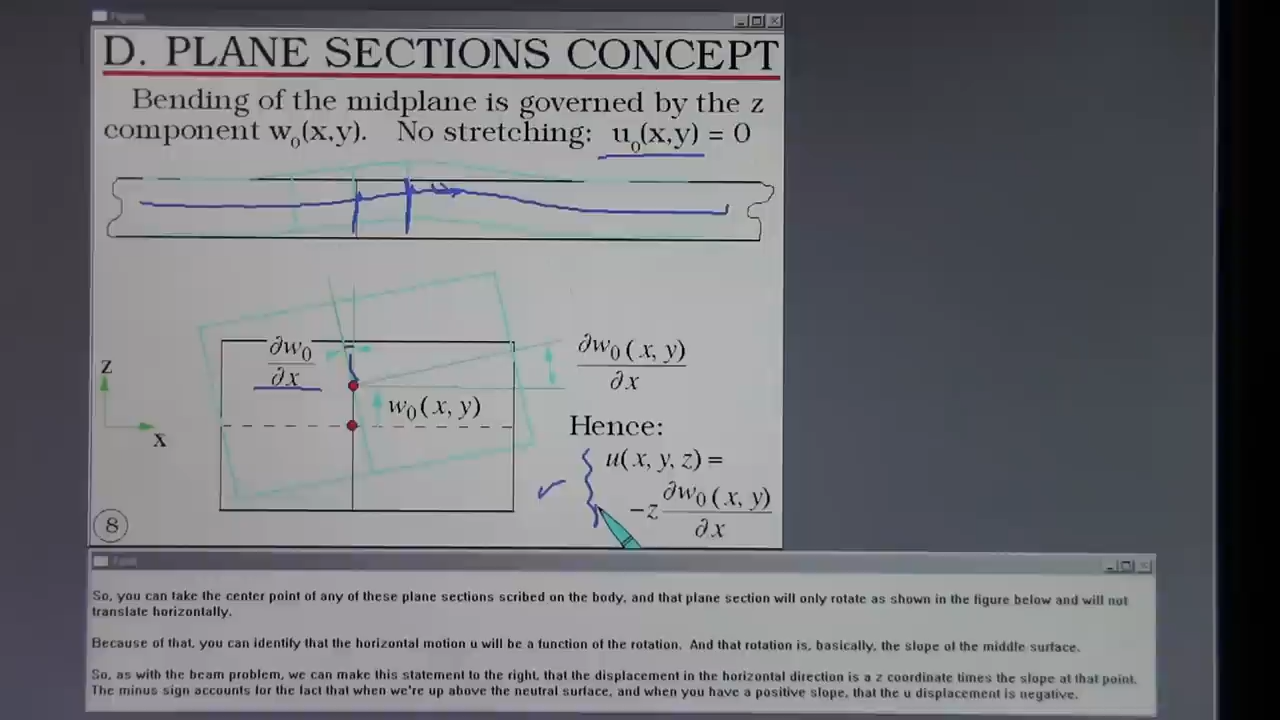 D. PLANE SECTIONS CONCEPT
Bending of the midplane is governed by the z
component w₀(x,y). No stretching: u₀(x,y) = 0
∂w₀/∂x
∂w₀(x, y)/∂x
z
w₀(x, y)
x
Hence:
u(x, y, z) =
-z ∂w₀(x, y)/∂x
8
So, you can take the center point of any of these plane sections scribed on the body, and that plane section will only rotate as shown in the figure below and will not
translate horizontally.
Because of that, you can identify that the horizontal motion u will be a function of the rotation. And that rotation is, basically, the slope of the middle surface.
So, as with the beam problem, we can make this statement to the right, that the displacement in the horizontal direction is a z coordinate times the slope at that point.
The minus sign accounts for the fact that when we're up above the neutral surface, and when you have a positive slope, that the u displacement is negative.